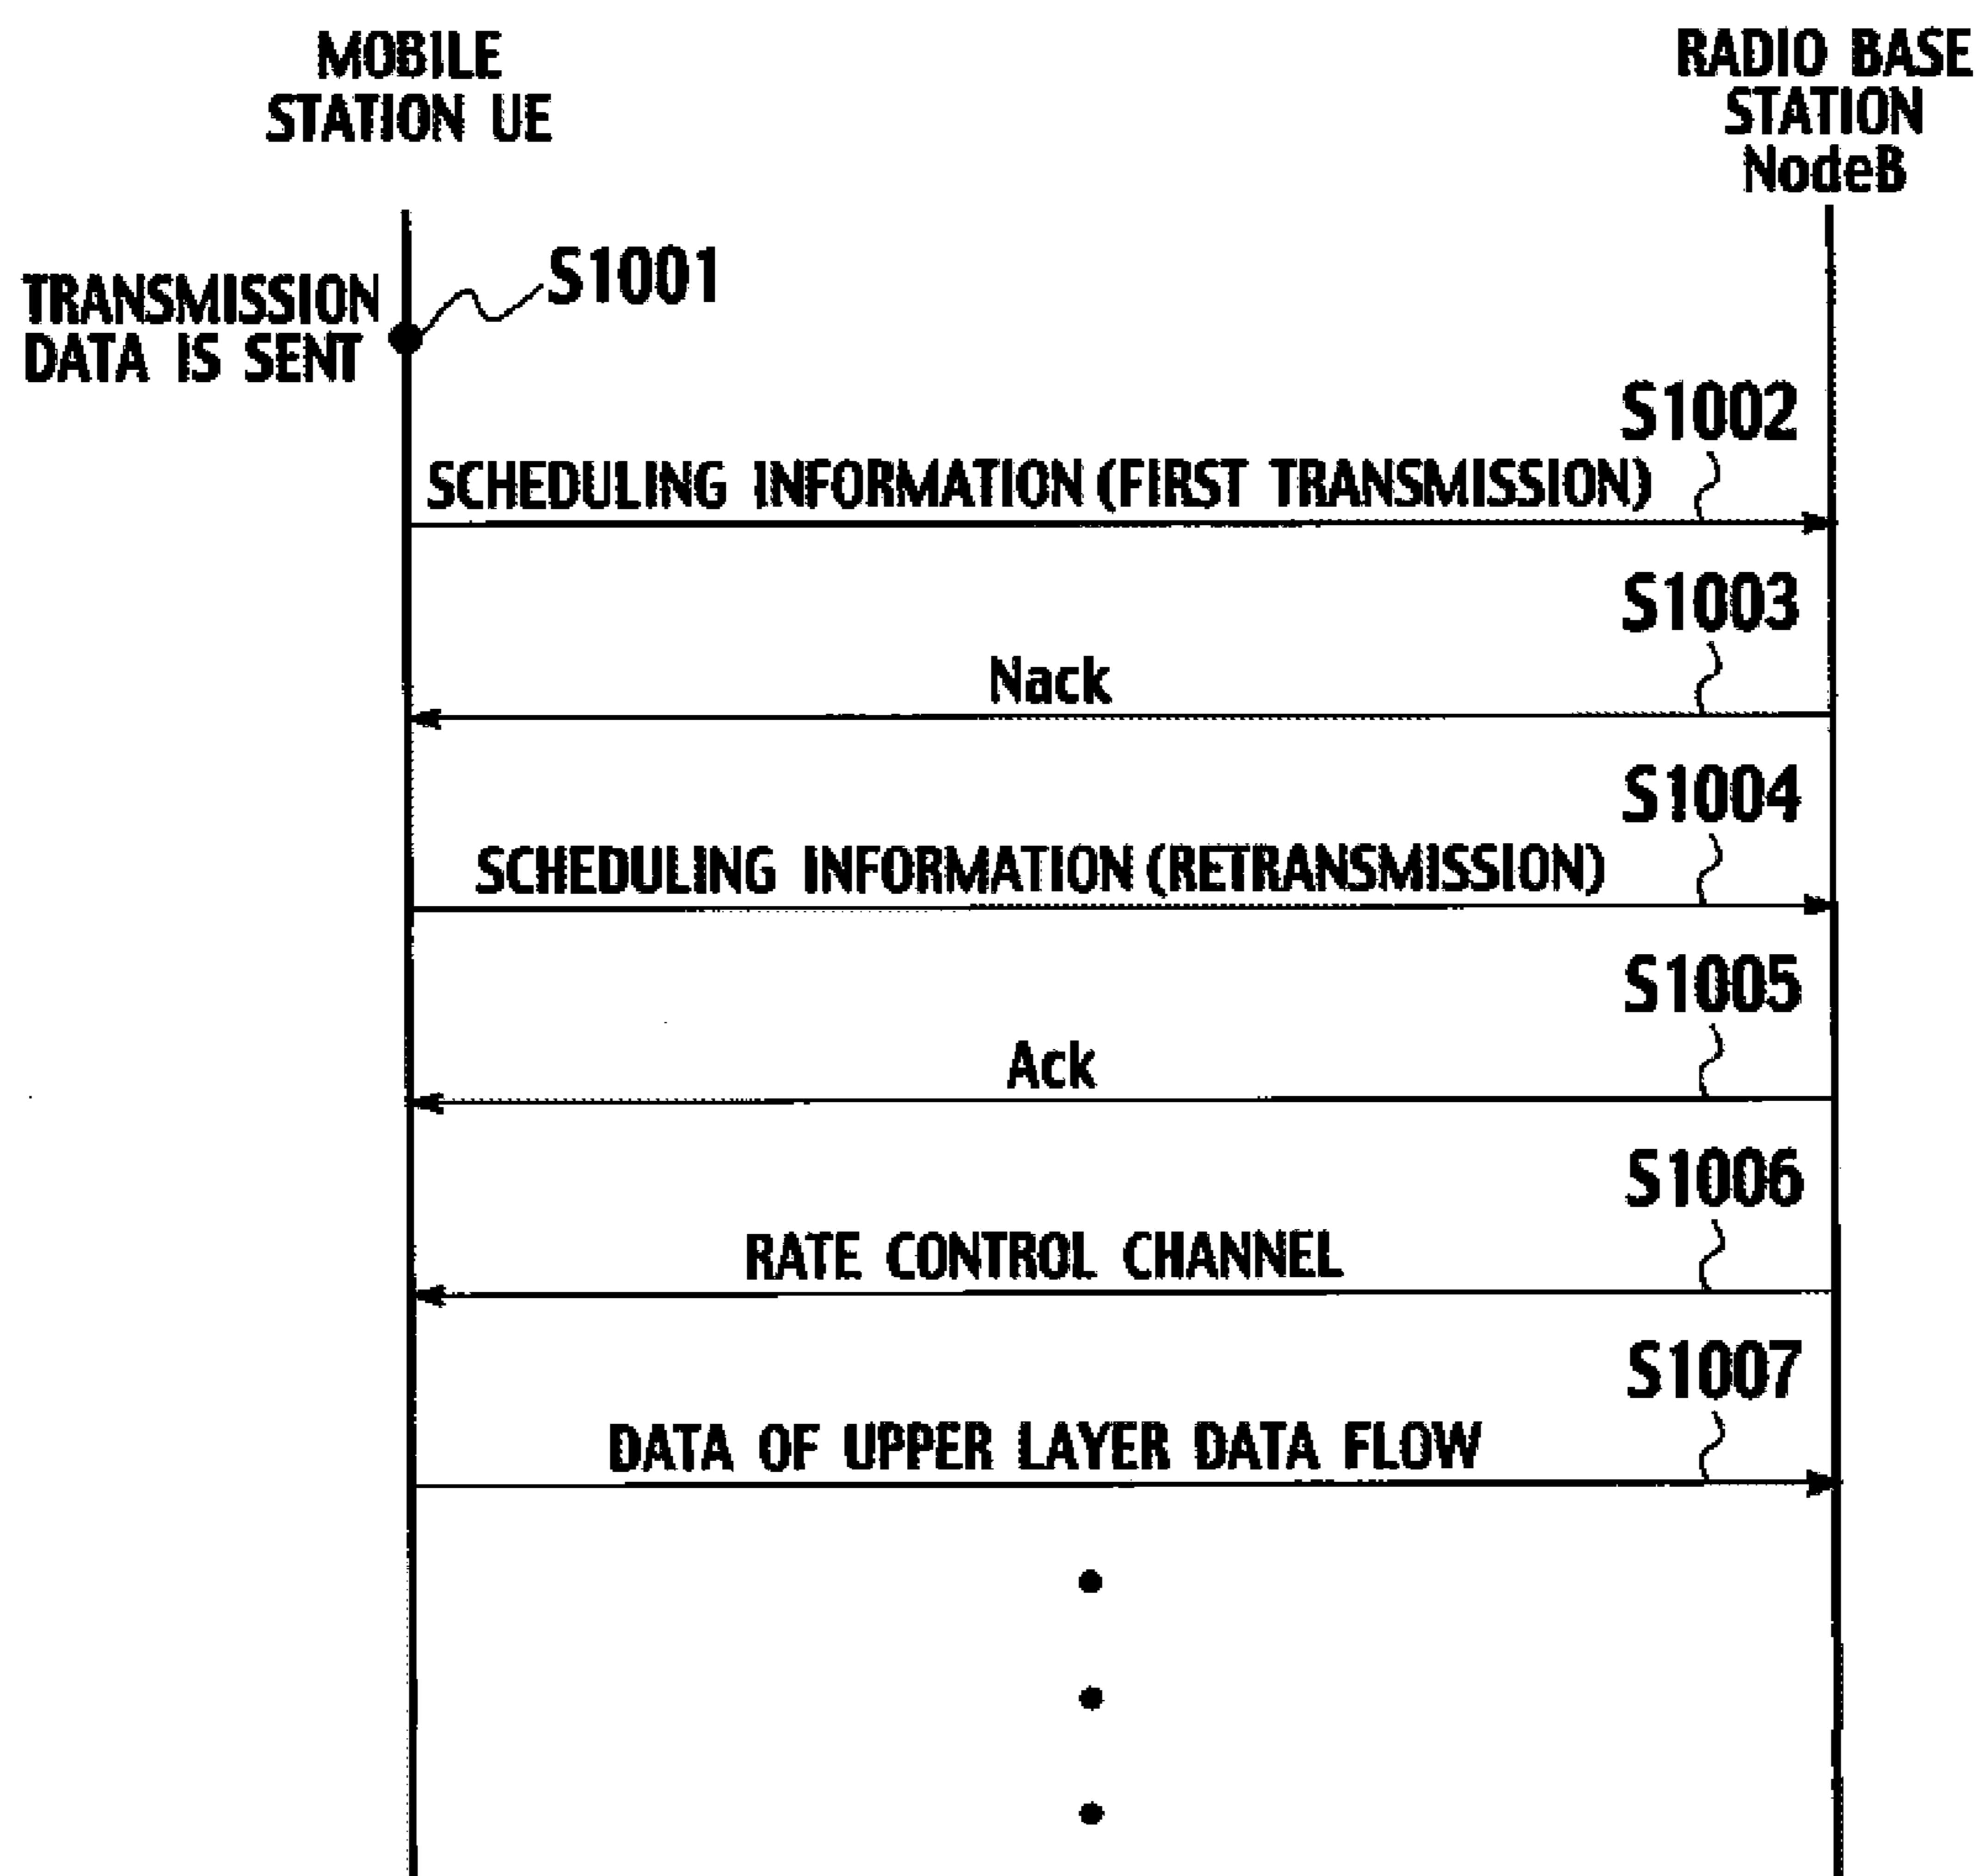 MOBILE
STATION UE
RADIO BASE
STATION
NodeB
TRANSMISSION
DATA IS SENT
S1001
S1002
SCHEDULING INFORMATION (FIRST TRANSMISSION)
S1003
Nack
S1004
SCHEDULING INFORMATION (RETRANSMISSION)
S1005
Ack
S1006
RATE CONTROL CHANNEL
S1007
DATA OF UPPER LAYER DATA FLOW